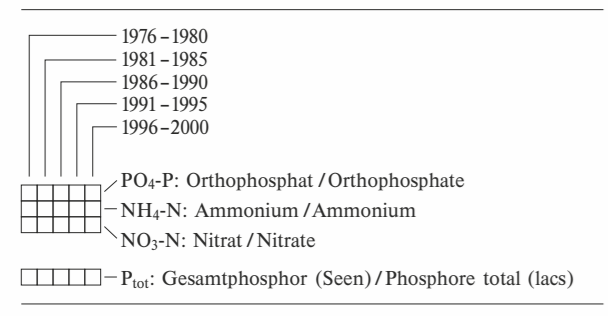 1976–1980
1981–1985
1986–1990
1991–1995
1996–2000
PO₄-P: Orthophosphat / Orthophosphate
NH₄-N: Ammonium / Ammonium
NO₃-N: Nitrat / Nitrate
Ptot: Gesamtphosphor (Seen) / Phosphore total (lacs)